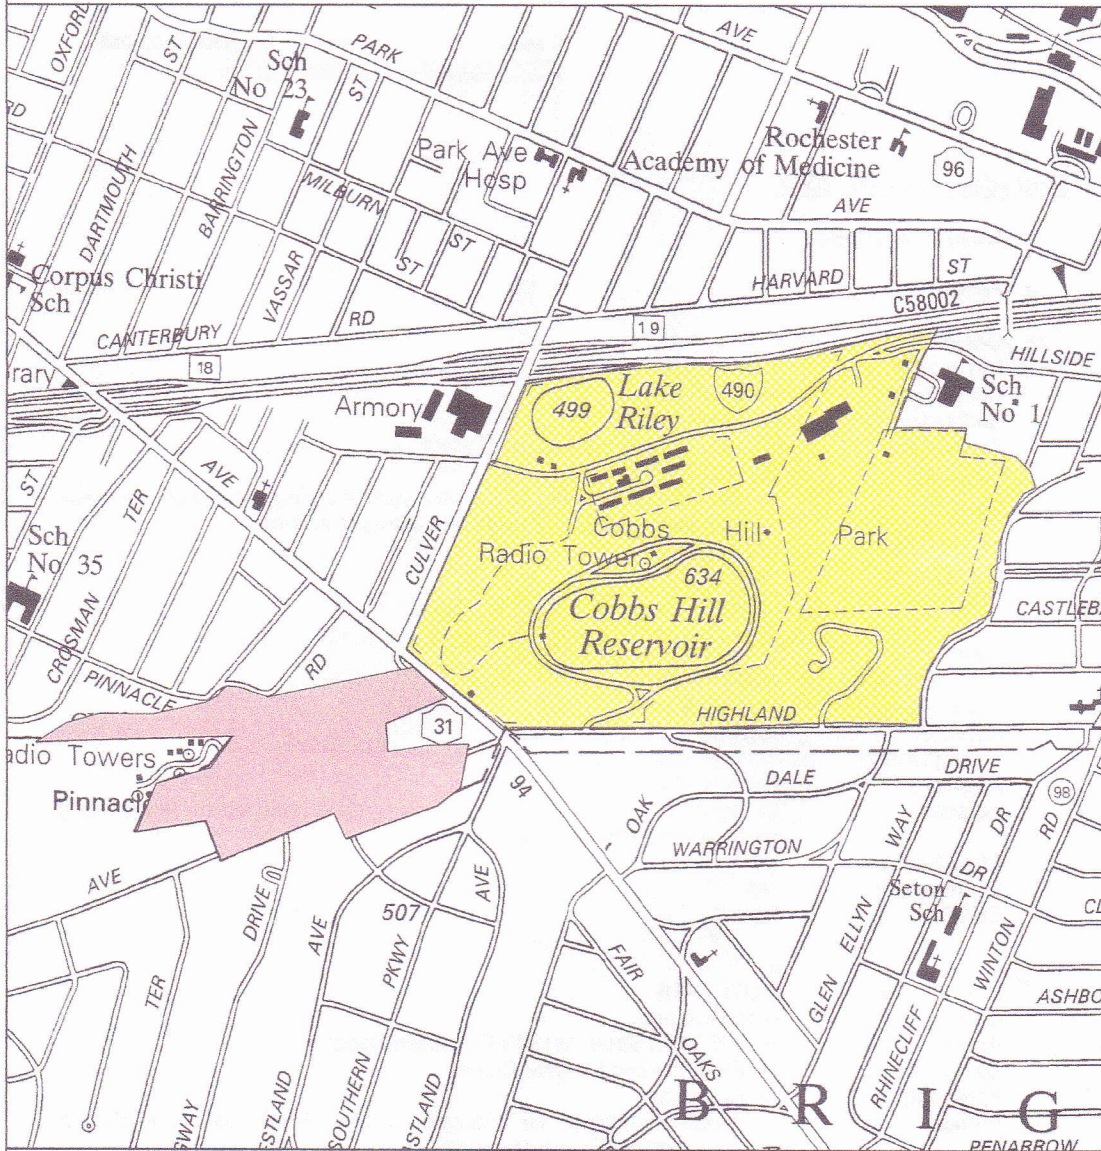 OXFORD
ST
Sch
No 23
ST
PARK
AVE
RD
DARTMOUTH
BARRINGTON
Park Ave
Hosp
Rochester
Academy of Medicine
96
MILBURN
ST
ST
AVE
Corpus Christi
Sch
VASSAR
HARVARD
ST
C58002
CANTERBURY
RD
19
18
HILLSIDE
Armory
Lake
Riley
499
490
Sch
No 1
AVE
ST
TER
CULVER
Sch
No 35
Cobbs
Hill
Park
Radio Tower
634
Cobbs Hill
Reservoir
CROSMAN
PINNACLE
RD
HIGHLAND
31
Radio Towers
Pinnacle
94
DALE
DRIVE
98
OAK
WARRINGTON
WAY
DR
RD
DR
AVE
DRIVE
AVE
507
PKWY
AVE
Seton
Sch
FAIR
GLEN
ELLYN
WINTON
TER
ASHBO
OAKS
RHINECLIFF
SOUTHERN
B R I G
PENARROW